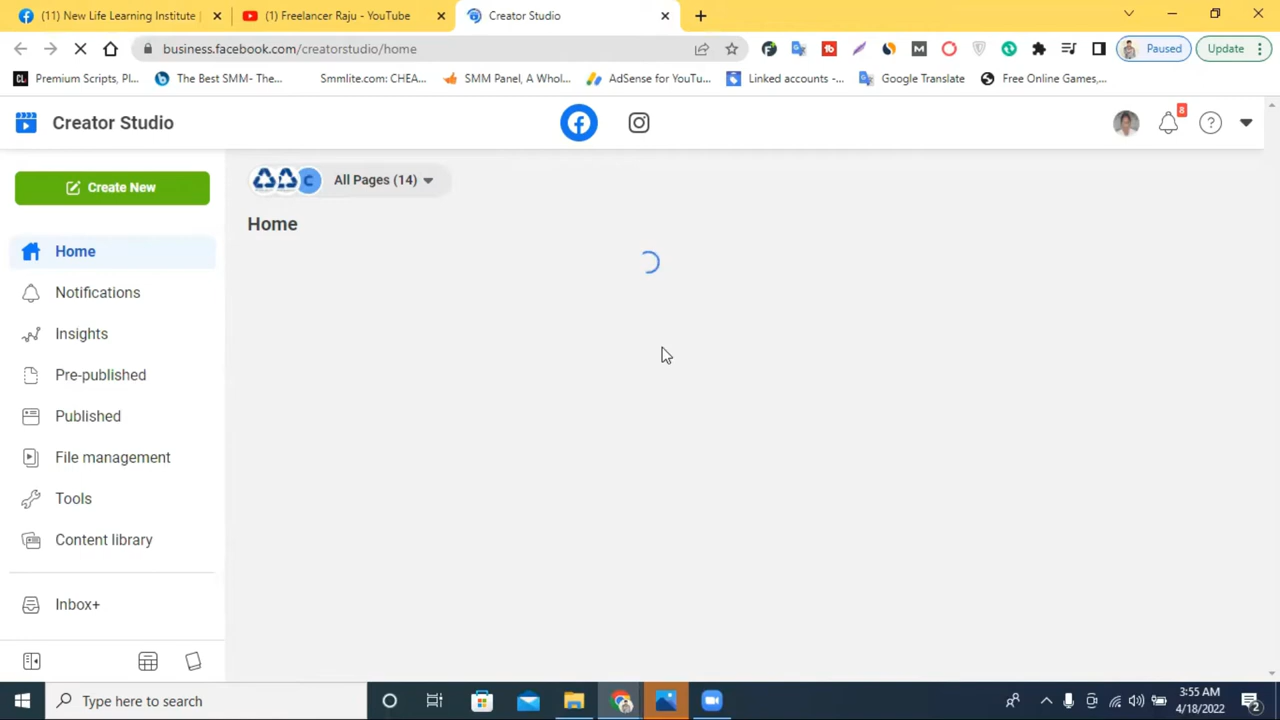 (11) New Life Learning Institute |
(1) Freelancer Raju - YouTube
Creator Studio
business.facebook.com/creatorstudio/home
Paused
Update
Premium Scripts, Pl...
The Best SMM- The...
Smmlite.com: CHEA...
SMM Panel, A Whol...
AdSense for YouTu...
Linked accounts -...
Google Translate
Free Online Games,...
Creator Studio
8
Create New
All Pages (14)
C
Home
Home
Notifications
Insights
Pre-published
Published
File management
Tools
Content library
Inbox+
Type here to search
3:55 AM
4/18/2022
2